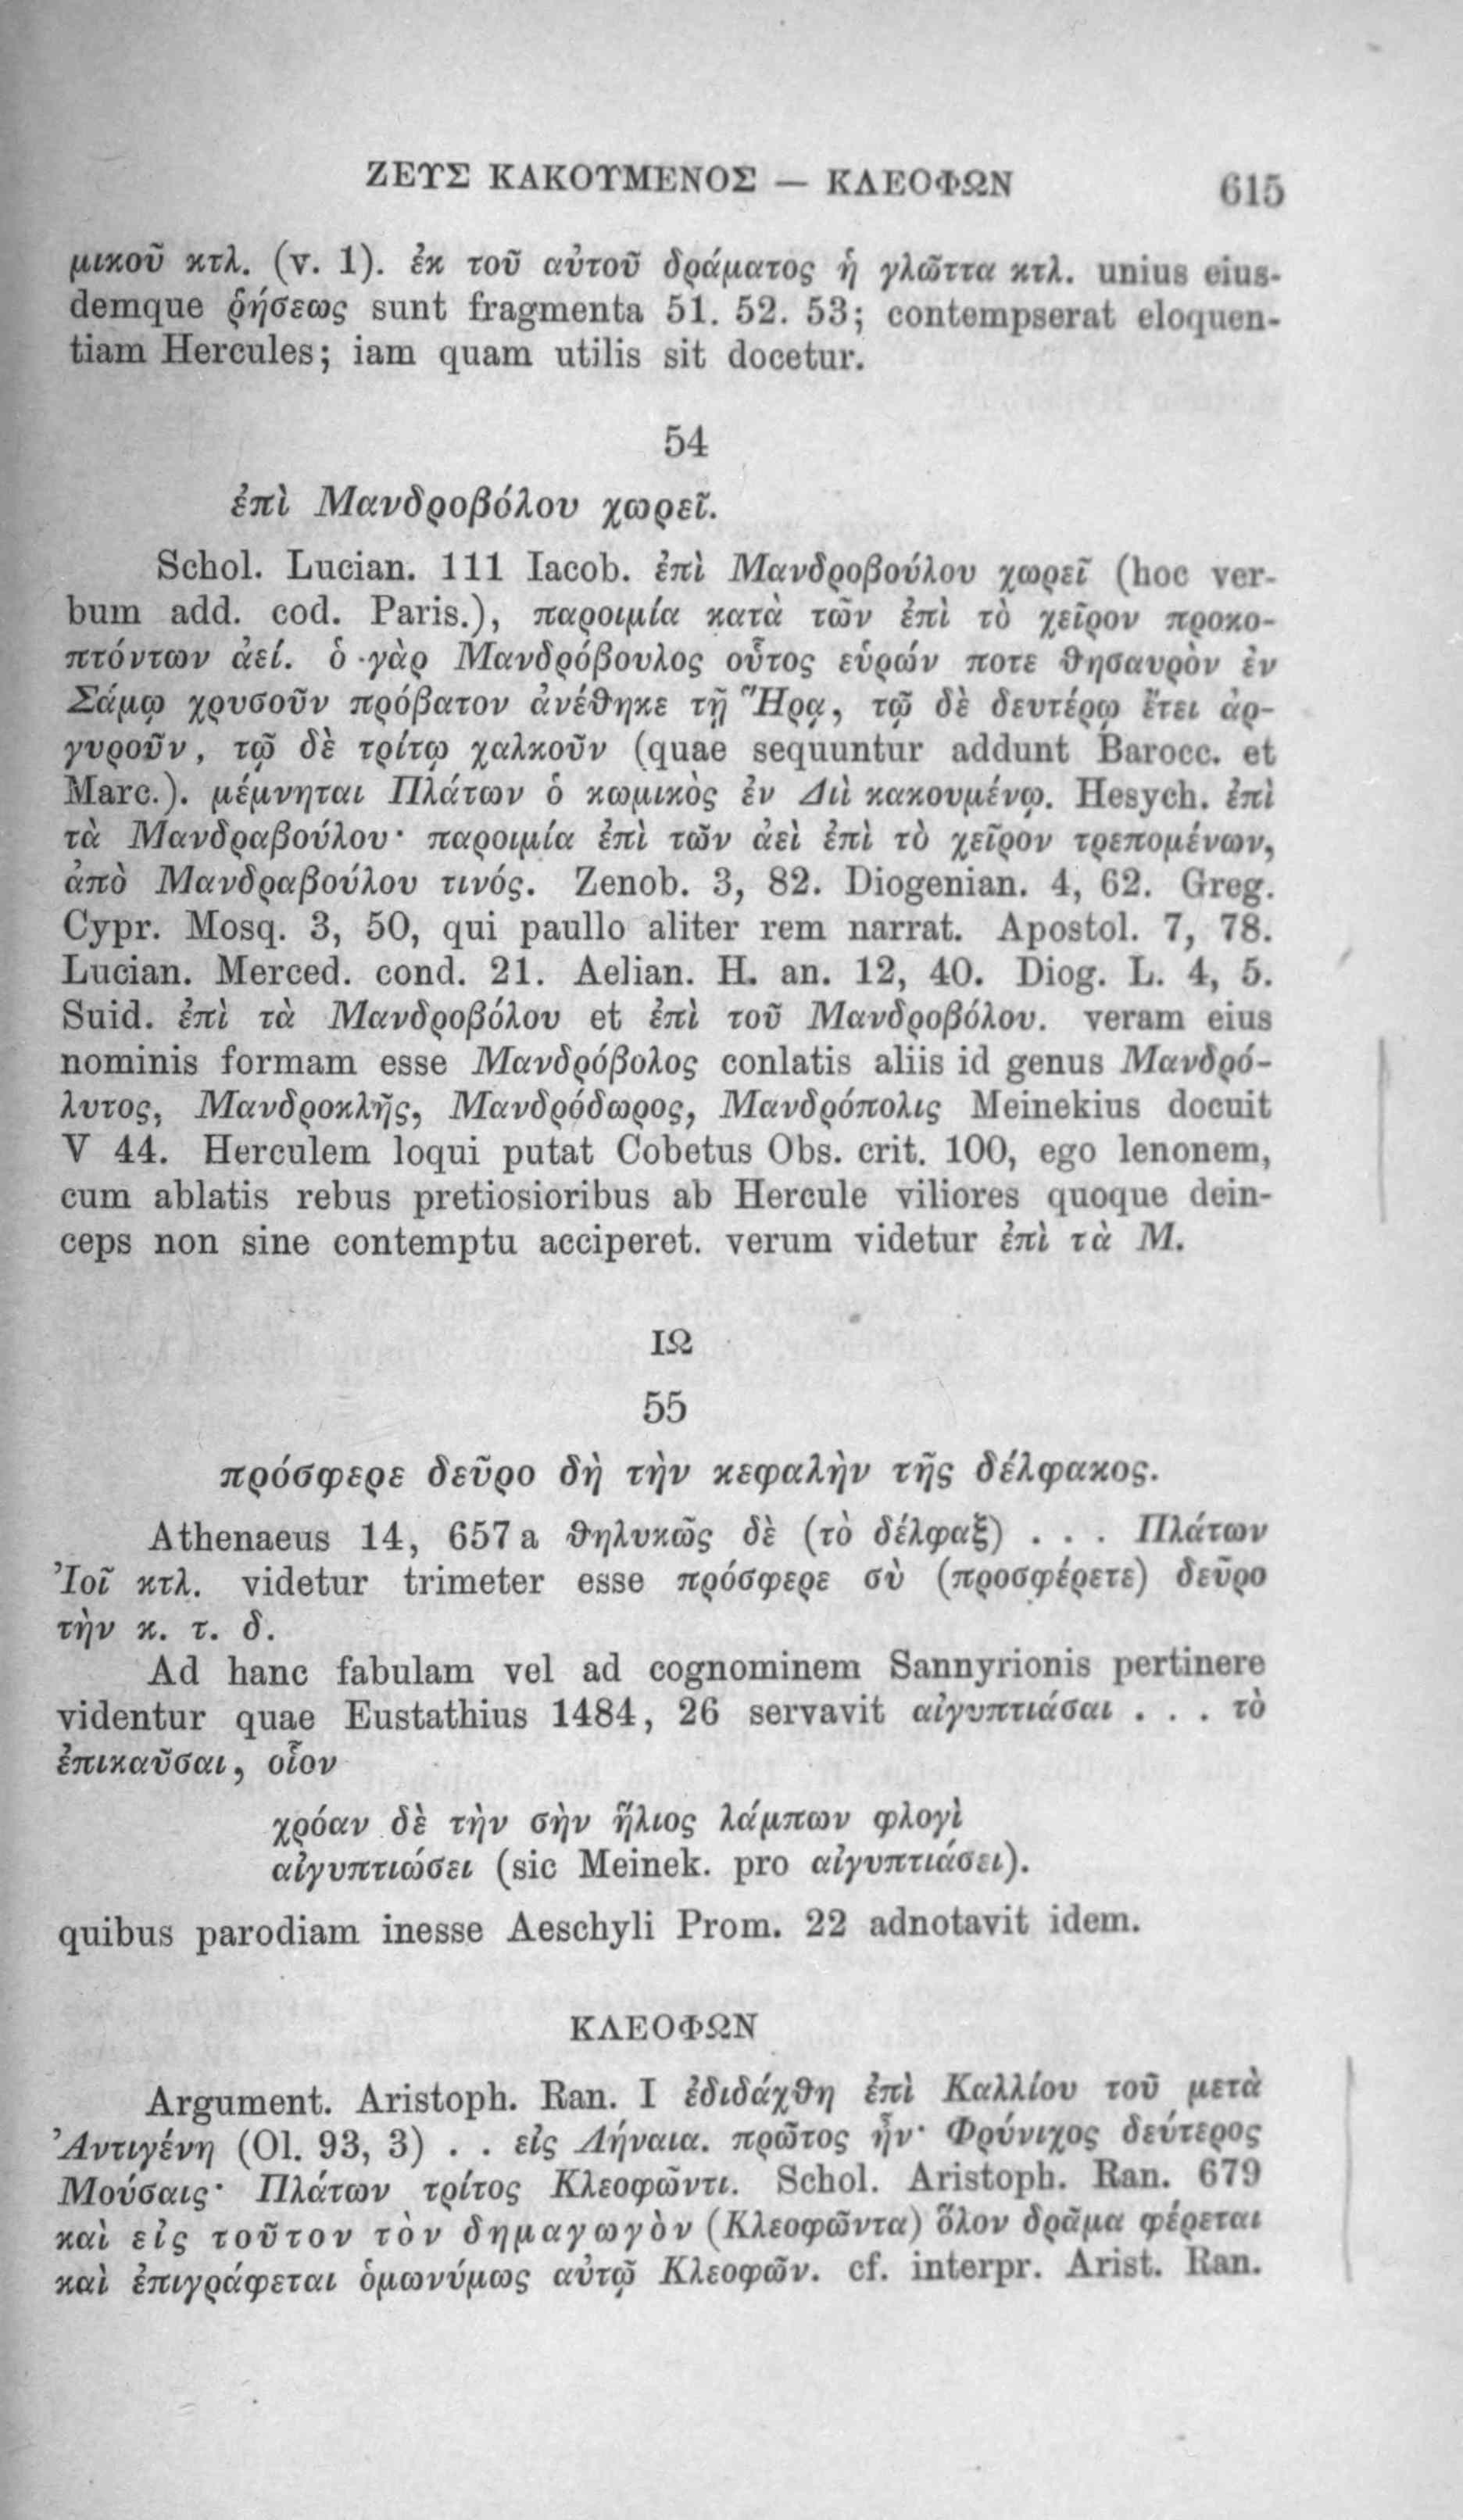 ΖΕΥΣ ΚΑΚΟΥΜΕΝΟΣ — ΚΛΕΟΦΩΝ 615
μικοῦ κτλ. (v. 1). ἐκ τοῦ αὐτοῦ δράματος ἡ γλῶττα κτλ. unius eius-
demque ῥήσεως sunt fragmenta 51. 52. 53; contempserat eloquen-
tiam Hercules; iam quam utilis sit docetur.
54
ἐπὶ Μανδροβόλου χωρεῖ.
Schol. Lucian. 111 Iacob. ἐπὶ Μανδροβούλου χωρεῖ (hoc ver-
bum add. cod. Paris.), παροιμία κατὰ τῶν ἐπὶ τὸ χεῖρον προκο-
πτόντων ἀεί. ὁ γὰρ Μανδρόβουλος οὗτος εὑρών ποτε θησαυρὸν ἐν
Σάμῳ χρυσοῦν πρόβατον ἀνέθηκε τῇ Ἥρᾳ, τῷ δὲ δευτέρῳ ἔτει ἀρ-
γυροῦν, τῷ δὲ τρίτῳ χαλκοῦν (quae sequuntur addunt Barocc. et
Marc.). μέμνηται Πλάτων ὁ κωμικὸς ἐν Διὶ κακουμένῳ. Hesych. ἐπὶ
τὰ Μανδραβούλου· παροιμία ἐπὶ τῶν ἀεὶ ἐπὶ τὸ χεῖρον τρεπομένων,
ἀπὸ Μανδραβούλου τινός. Zenob. 3, 82. Diogenian. 4, 62. Greg.
Cypr. Mosq. 3, 50, qui paullo aliter rem narrat. Apostol. 7, 78.
Lucian. Merced. cond. 21. Aelian. H. an. 12, 40. Diog. L. 4, 5.
Suid. ἐπὶ τὰ Μανδροβόλου et ἐπὶ τοῦ Μανδροβόλου. veram eius
nominis formam esse Μανδρόβολος conlatis aliis id genus Μανδρό-
λυτος, Μανδροκλῆς, Μανδρόδωρος, Μανδρόπολις Meinekius docuit
V 44. Herculem loqui putat Cobetus Obs. crit. 100, ego lenonem,
cum ablatis rebus pretiosioribus ab Hercule viliores quoque dein-
ceps non sine contemptu acciperet. verum videtur ἐπὶ τὰ Μ.
ΙΩ
55
πρόσφερε δεῦρο δὴ τὴν κεφαλὴν τῆς δέλφακος.
Athenaeus 14, 657 a θηλυκῶς δὲ (τὸ δέλφαξ) . . . Πλάτων
Ἰοῖ κτλ. videtur trimeter esse πρόσφερε σὺ (προσφέρετε) δεῦρο
τὴν κ. τ. δ.
Ad hanc fabulam vel ad cognominem Sannyrionis pertinere
videntur quae Eustathius 1484, 26 servavit αἰγυπτιάσαι . . . τὸ
ἐπικαῦσαι, οἷον
χρόαν δὲ τὴν σὴν ἥλιος λάμπων φλογὶ
αἰγυπτιώσει (sic Meinek. pro αἰγυπτιάσει).
quibus parodiam inesse Aeschyli Prom. 22 adnotavit idem.
ΚΛΕΟΦΩΝ
Argument. Aristoph. Ran. I ἐδιδάχθη ἐπὶ Καλλίου τοῦ μετὰ
Ἀντιγένη (Ol. 93, 3) . . εἰς Λήναια. πρῶτος ἦν· Φρύνιχος δεύτερος
Μούσαις· Πλάτων τρίτος Κλεοφῶντι. Schol. Aristoph. Ran. 679
καὶ εἰς τοῦτον τὸν δημαγωγὸν (Κλεοφῶντα) ὅλον δρᾶμα φέρεται
καὶ ἐπιγράφεται ὁμωνύμως αὐτῷ Κλεοφῶν. cf. interpr. Arist. Ran.